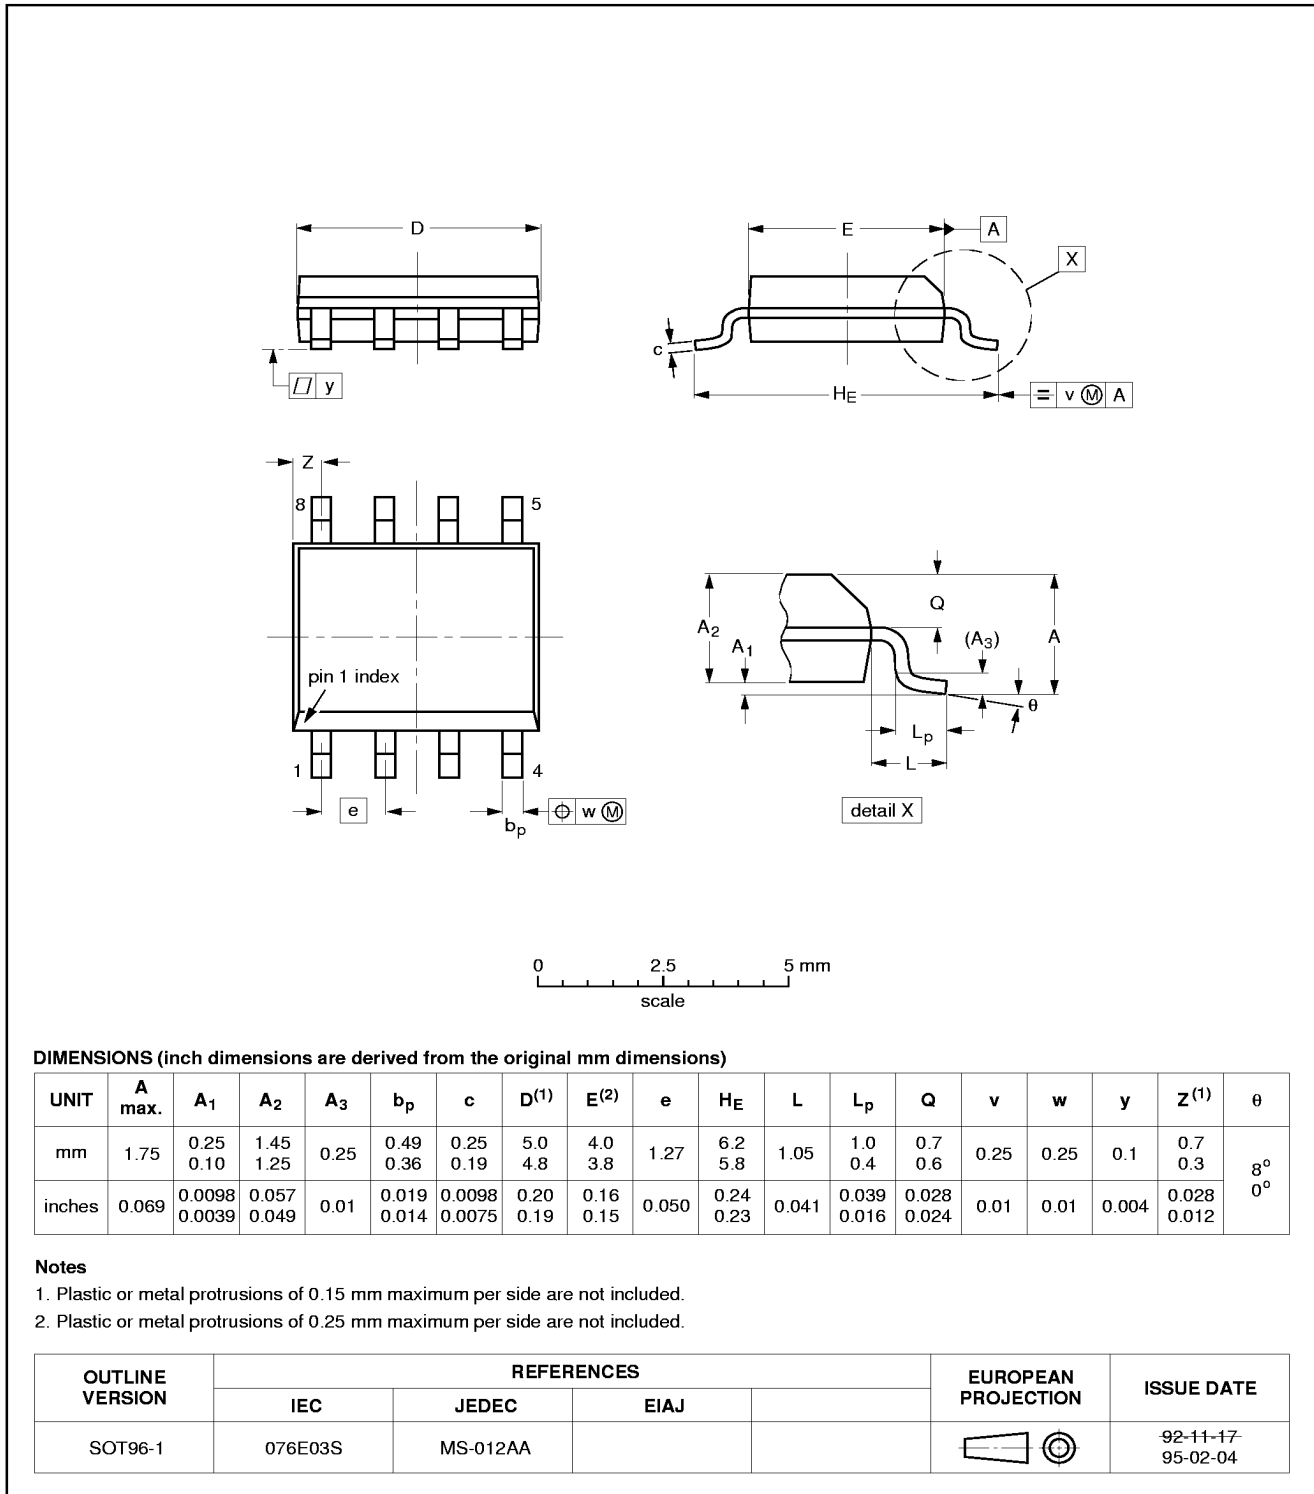 D
E
A
X
y
c
HE
= v Ⓜ A
Z
8
5
pin 1 index
1
4
e
bp
w Ⓜ
A2
A1
Q
(A3)
A
θ
Lp
L
detail X
0 2.5 5 mm
scale
DIMENSIONS (inch dimensions are derived from the original mm dimensions)
UNIT A max. A1 A2 A3 bp c D(1) E(2) e HE L Lp Q v w y Z(1) θ
mm 1.75 0.25 0.10 1.45 1.25 0.25 0.49 0.36 0.25 0.19 5.0 4.8 4.0 3.8 1.27 6.2 5.8 1.05 1.0 0.4 0.7 0.6 0.25 0.25 0.1 0.7 0.3 8° 0°
inches 0.069 0.0098 0.0039 0.057 0.049 0.01 0.019 0.014 0.0098 0.0075 0.20 0.19 0.16 0.15 0.050 0.24 0.23 0.041 0.039 0.016 0.028 0.024 0.01 0.01 0.004 0.028 0.012
Notes
1. Plastic or metal protrusions of 0.15 mm maximum per side are not included.
2. Plastic or metal protrusions of 0.25 mm maximum per side are not included.
OUTLINE VERSION REFERENCES EUROPEAN PROJECTION ISSUE DATE
IEC JEDEC EIAJ
SOT96-1 076E03S MS-012AA 92-11-17
95-02-04